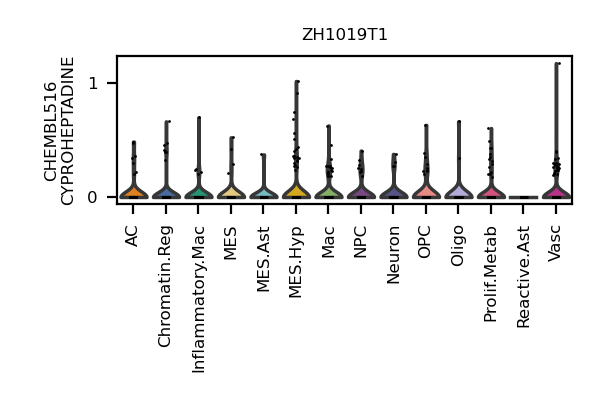 ZH1019T1
CHEMBL516
CYPROHEPTADINE
1
0
AC
Chromatin.Reg
Inflammatory.Mac
MES
MES.Ast
MES.Hyp
Mac
NPC
Neuron
OPC
Oligo
Prolif.Metab
Reactive.Ast
Vasc